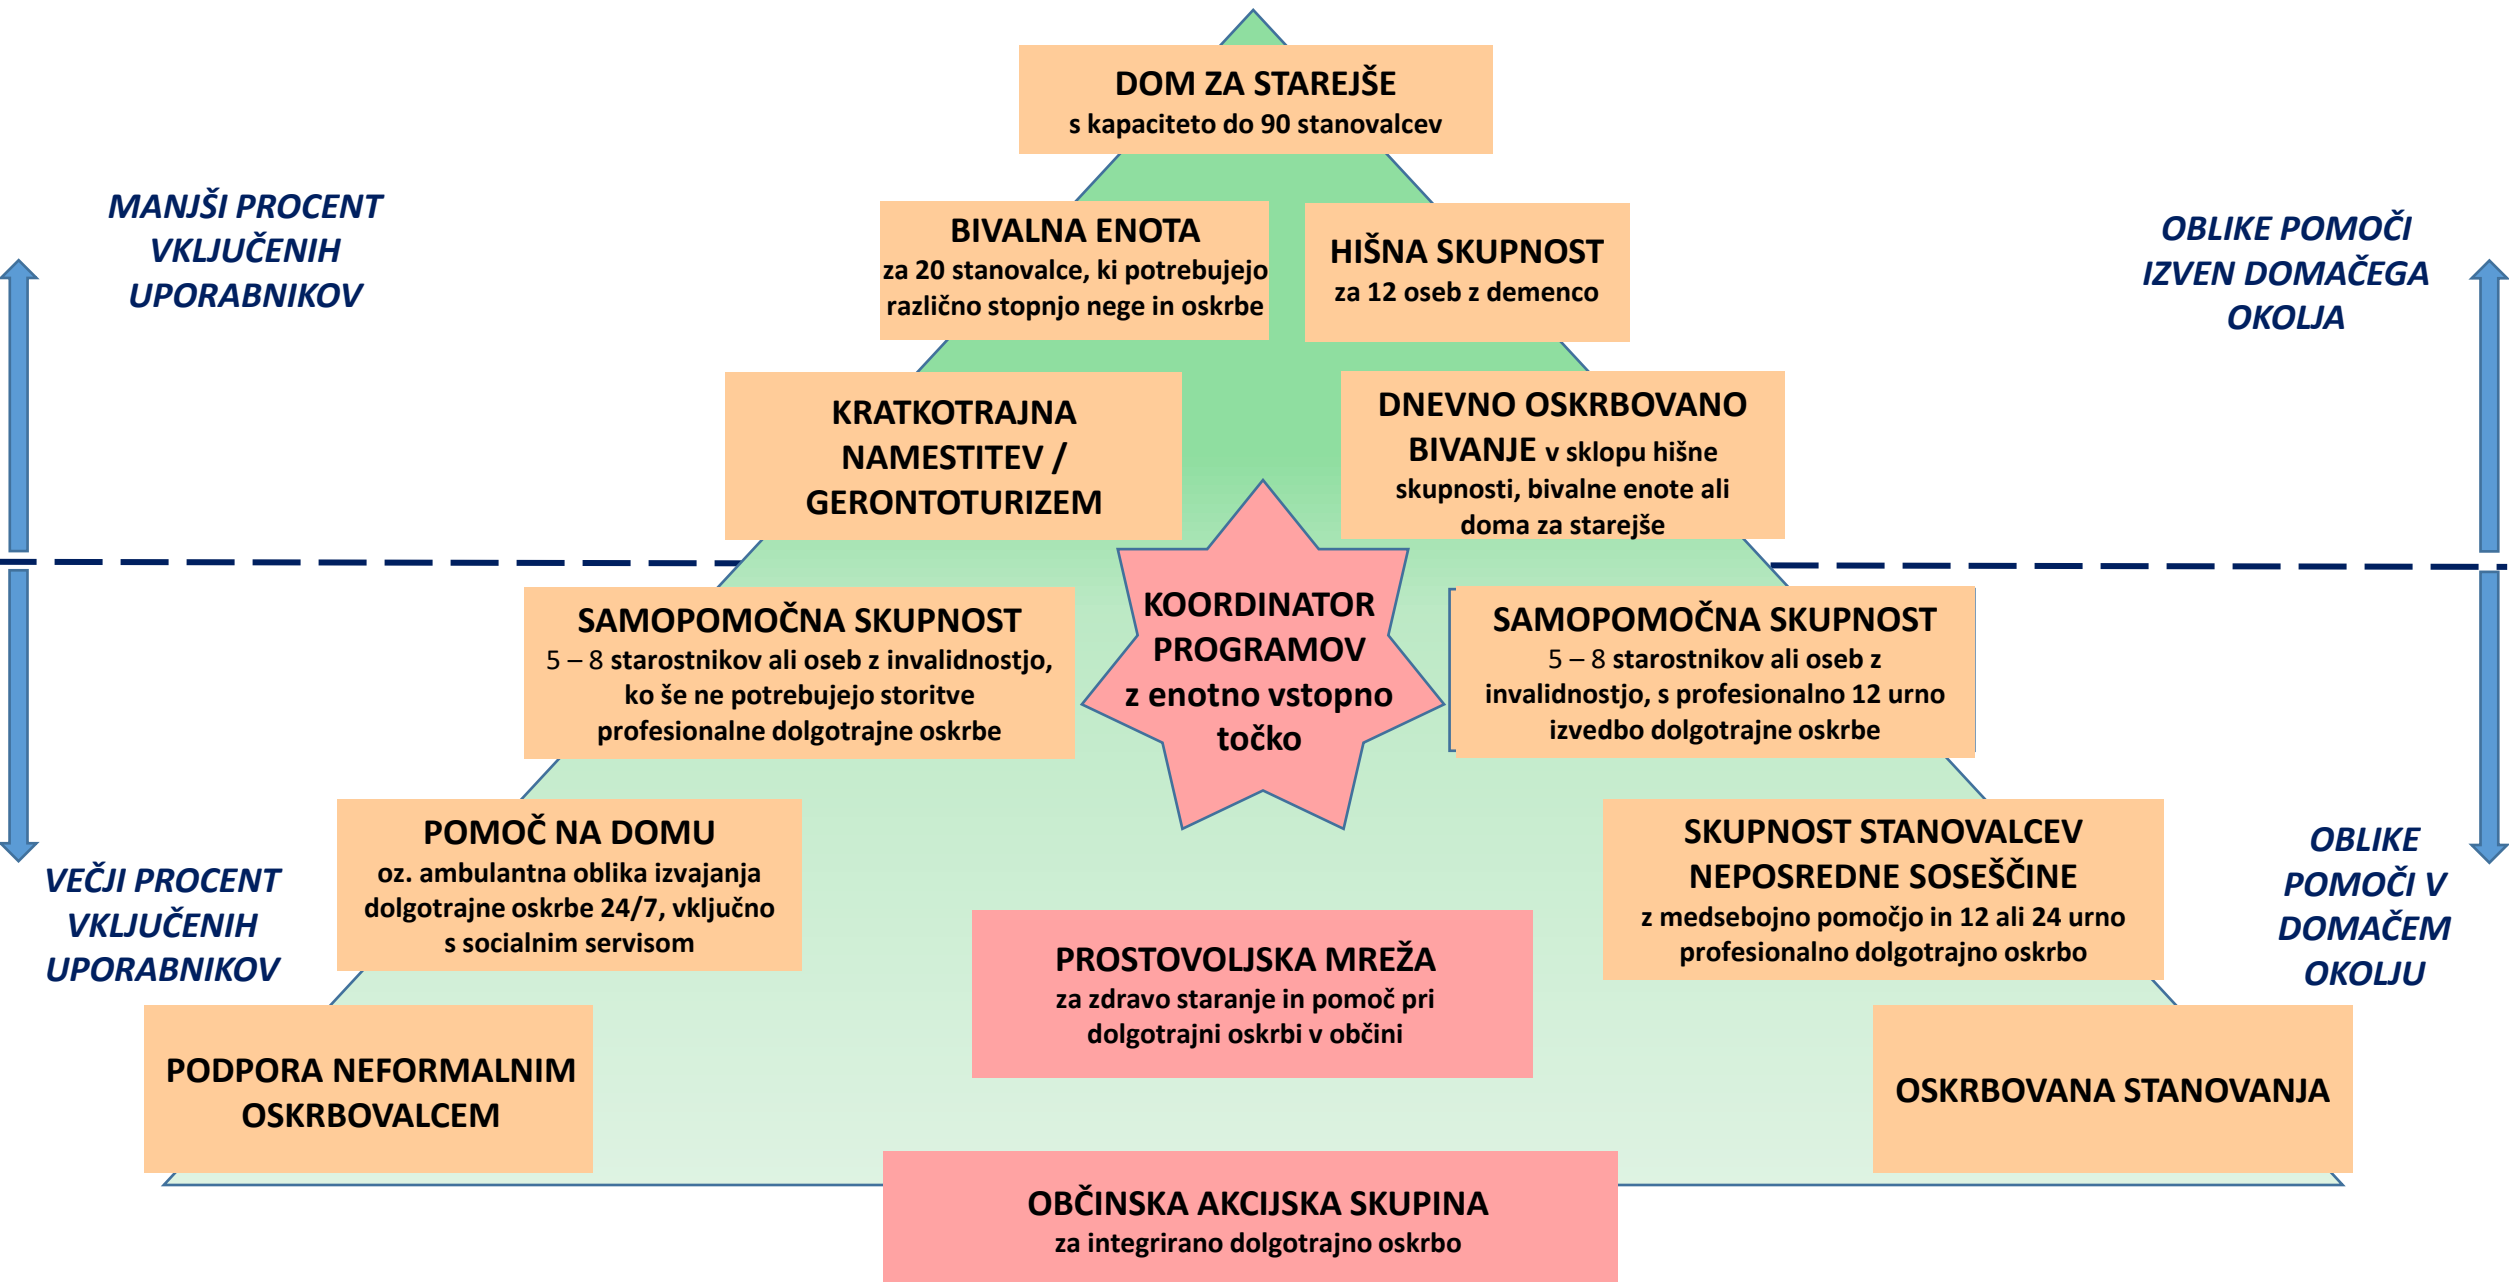 DOM ZA STAREJŠE
s kapaciteto do 90 stanovalcev
MANJŠI PROCENT
VKLJUČENIH
UPORABNIKOV
BIVALNA ENOTA
za 20 stanovalce, ki potrebujejo
različno stopnjo nege in oskrbe
HIŠNA SKUPNOST
za 12 oseb z demenco
OBLIKE POMOČI
IZVEN DOMAČEGA
OKOLJA
KRATKOTRAJNA
NAMESTITEV /
GERONTOTURIZEM
DNEVNO OSKRBOVANO
BIVANJE v sklopu hišne
skupnosti, bivalne enote ali
doma za starejše
SAMOPOMOČNA SKUPNOST
5 – 8 starostnikov ali oseb z invalidnostjo,
ko še ne potrebujejo storitve
profesionalne dolgotrajne oskrbe
KOORDINATOR
PROGRAMOV
z enotno vstopno
točko
SAMOPOMOČNA SKUPNOST
5 – 8 starostnikov ali oseb z
invalidnostjo, s profesionalno 12 urno
izvedbo dolgotrajne oskrbe
VEČJI PROCENT
VKLJUČENIH
UPORABNIKOV
POMOČ NA DOMU
oz. ambulantna oblika izvajanja
dolgotrajne oskrbe 24/7, vključno
s socialnim servisom
SKUPNOST STANOVALCEV
NEPOSREDNE SOSEŠČINE
z medsebojno pomočjo in 12 ali 24 urno
profesionalno dolgotrajno oskrbo
OBLIKE
POMOČI V
DOMAČEM
OKOLJU
PROSTOVOLJSKA MREŽA
za zdravo staranje in pomoč pri
dolgotrajni oskrbi v občini
PODPORA NEFORMALNIM
OSKRBOVALCEM
OSKRBOVANA STANOVANJA
OBČINSKA AKCIJSKA SKUPINA
za integrirano dolgotrajno oskrbo